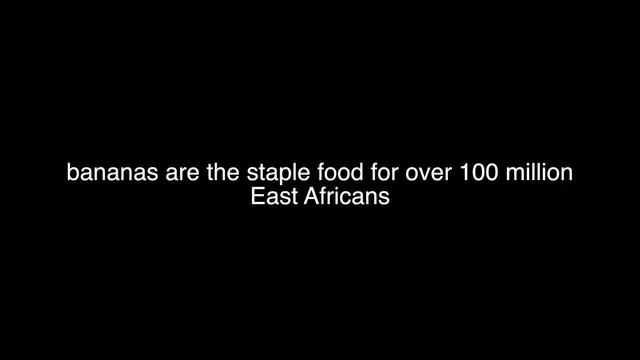 bananas are the staple food for over 100 million
East Africans